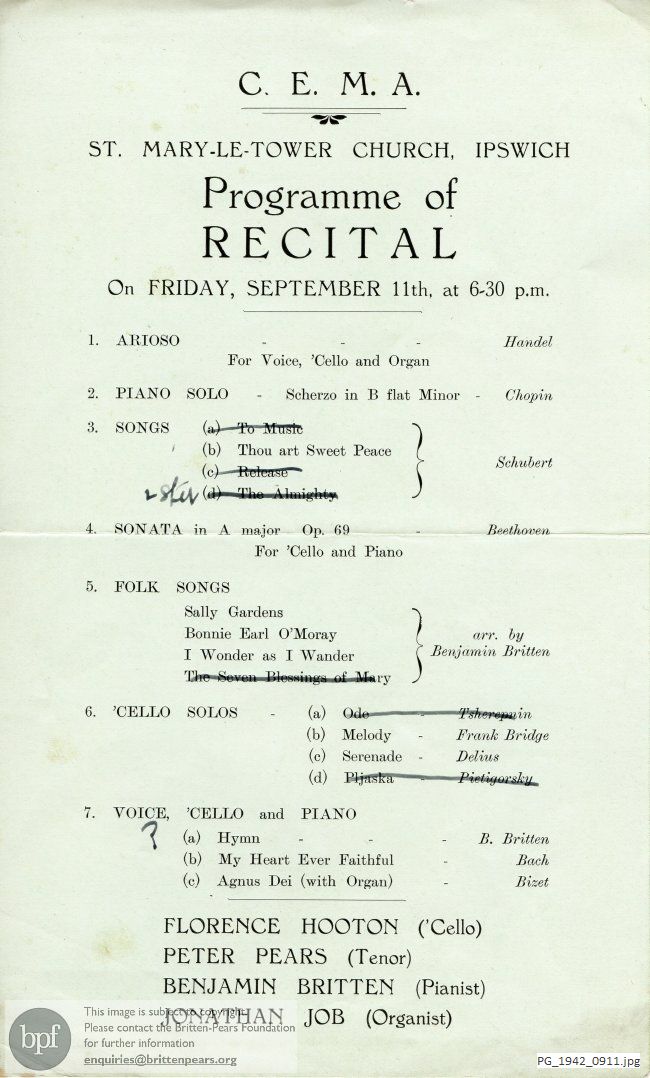 C. E. M. A.
ST. MARY-LE-TOWER CHURCH, IPSWICH
Programme of
RECITAL
On FRIDAY, SEPTEMBER 11th, at 6-30 p.m.
1. ARIOSO - - - Handel
For Voice, 'Cello and Organ
2. PIANO SOLO - Scherzo in B flat Minor - Chopin
3. SONGS (a) To Music
(b) Thou art Sweet Peace
(c) Release
Schubert
(d) The Almighty
4. SONATA in A major Op. 69 - Beethoven
For 'Cello and Piano
5. FOLK SONGS
Sally Gardens
Bonnie Earl O'Moray
I Wonder as I Wander
The Seven Blessings of Mary
arr. by
Benjamin Britten
6. 'CELLO SOLOS - (a) Ode - Tsherepnin
(b) Melody - Frank Bridge
(c) Serenade - Delius
(d) Pljaska - Pietigorsky
7. VOICE, 'CELLO and PIANO
?
(a) Hymn - - - B. Britten
(b) My Heart Ever Faithful - Bach
(c) Agnus Dei (with Organ) - Bizet
FLORENCE HOOTON ('Cello)
PETER PEARS (Tenor)
BENJAMIN BRITTEN (Pianist)
JONATHAN JOB (Organist)
bpf
This image is subject to copyright.
Please contact the Britten-Pears Foundation
for further information
enquiries@brittenpears.org
PG_1942_0911.jpg